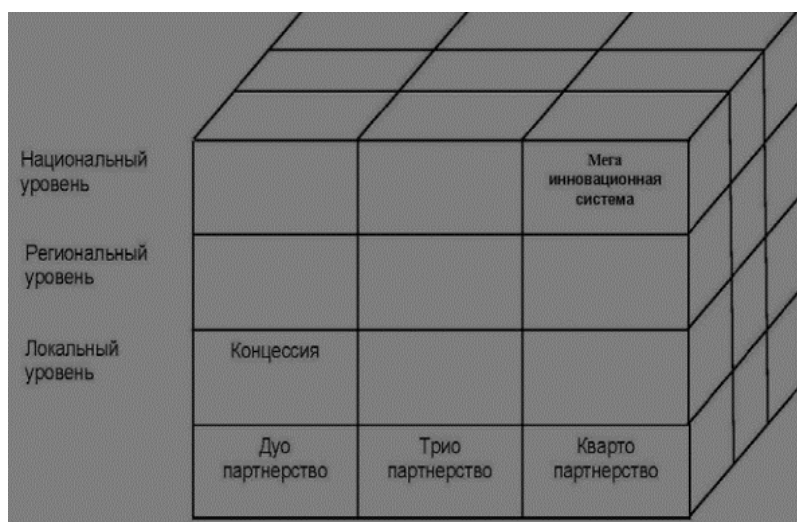 Национальный
уровень
Мега
инновационная
система
Региональный
уровень
Локальный
уровень
Концессия
Дуо
партнерство
Трио
партнерство
Кварто
партнерство